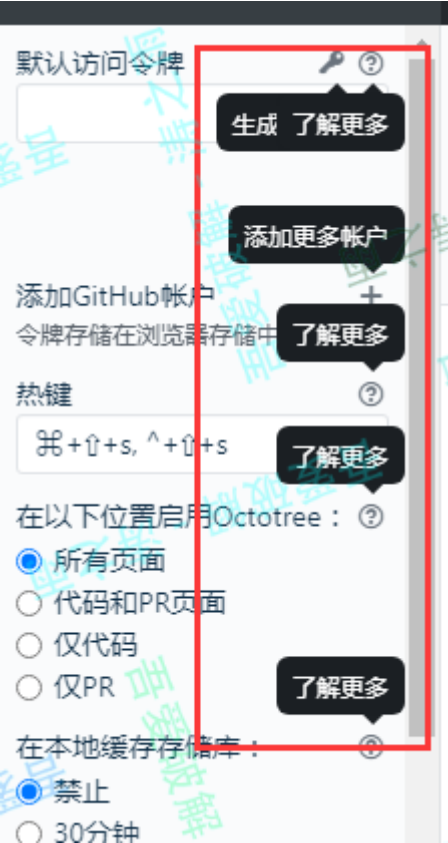 默认访问令牌
生成 了解更多
添加更多帐户
添加GitHub帐户 +
令牌存储在浏览器存储中 了解更多
热键
⌘+⇧+s, ^+⇧+s
了解更多
在以下位置启用Octotree：
所有页面
代码和PR页面
仅代码
仅PR
了解更多
在本地缓存存储库：
禁止
30分钟